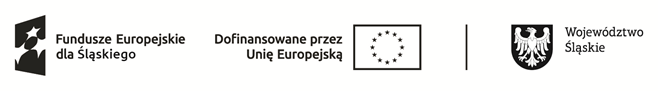 Fundusze Europejskie
dla Śląskiego
Dofinansowane przez
Unię Europejską
Województwo
Śląskie